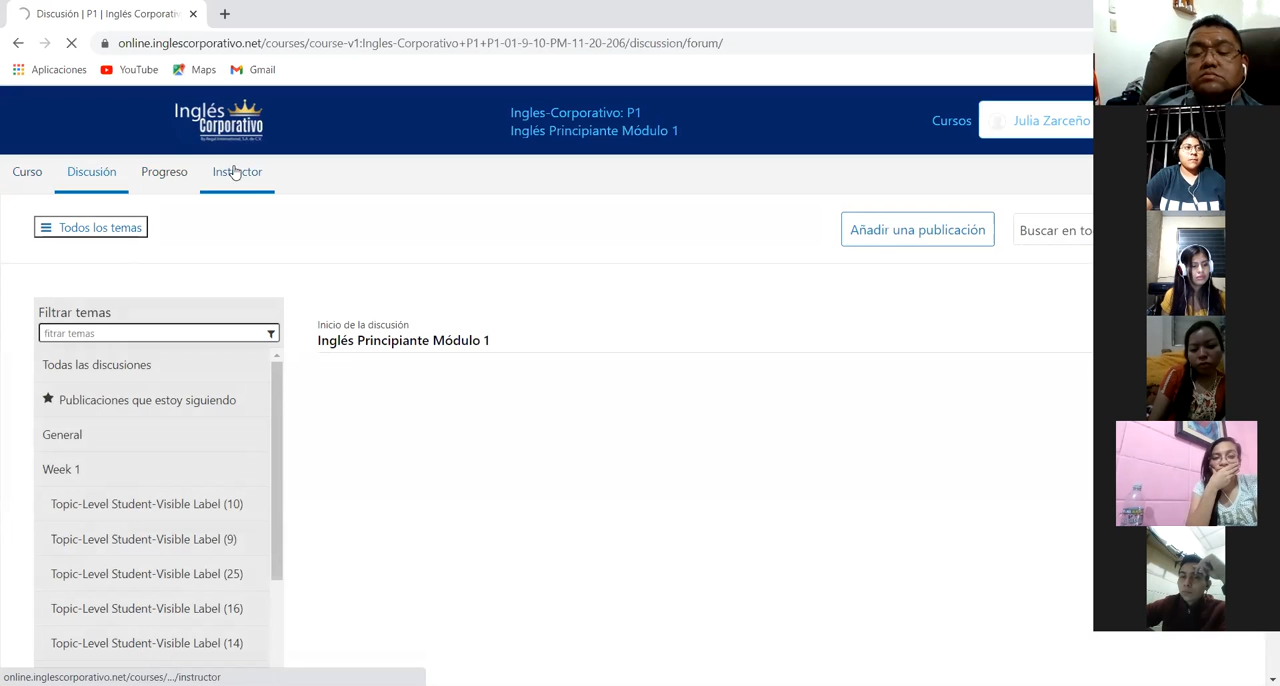 Discusión | P1 | Inglés Corporativ
online.inglescorporativo.net/courses/course-v1:Ingles-Corporativo+P1+P1-01-9-10-PM-11-20-206/discussion/forum/
Aplicaciones YouTube Maps Gmail
Inglés
Corporativo
Ingles-Corporativo: P1
Inglés Principiante Módulo 1
Cursos
Julia Zarceño
Curso Discusión Progreso Instructor
Todos los temas
Añadir una publicación
Buscar en to
Filtrar temas
fitrar temas
Todas las discusiones
Publicaciones que estoy siguiendo
General
Week 1
Topic-Level Student-Visible Label (10)
Topic-Level Student-Visible Label (9)
Topic-Level Student-Visible Label (25)
Topic-Level Student-Visible Label (16)
Topic-Level Student-Visible Label (14)
Inicio de la discusión
Inglés Principiante Módulo 1
online.inglescorporativo.net/courses/.../instructor